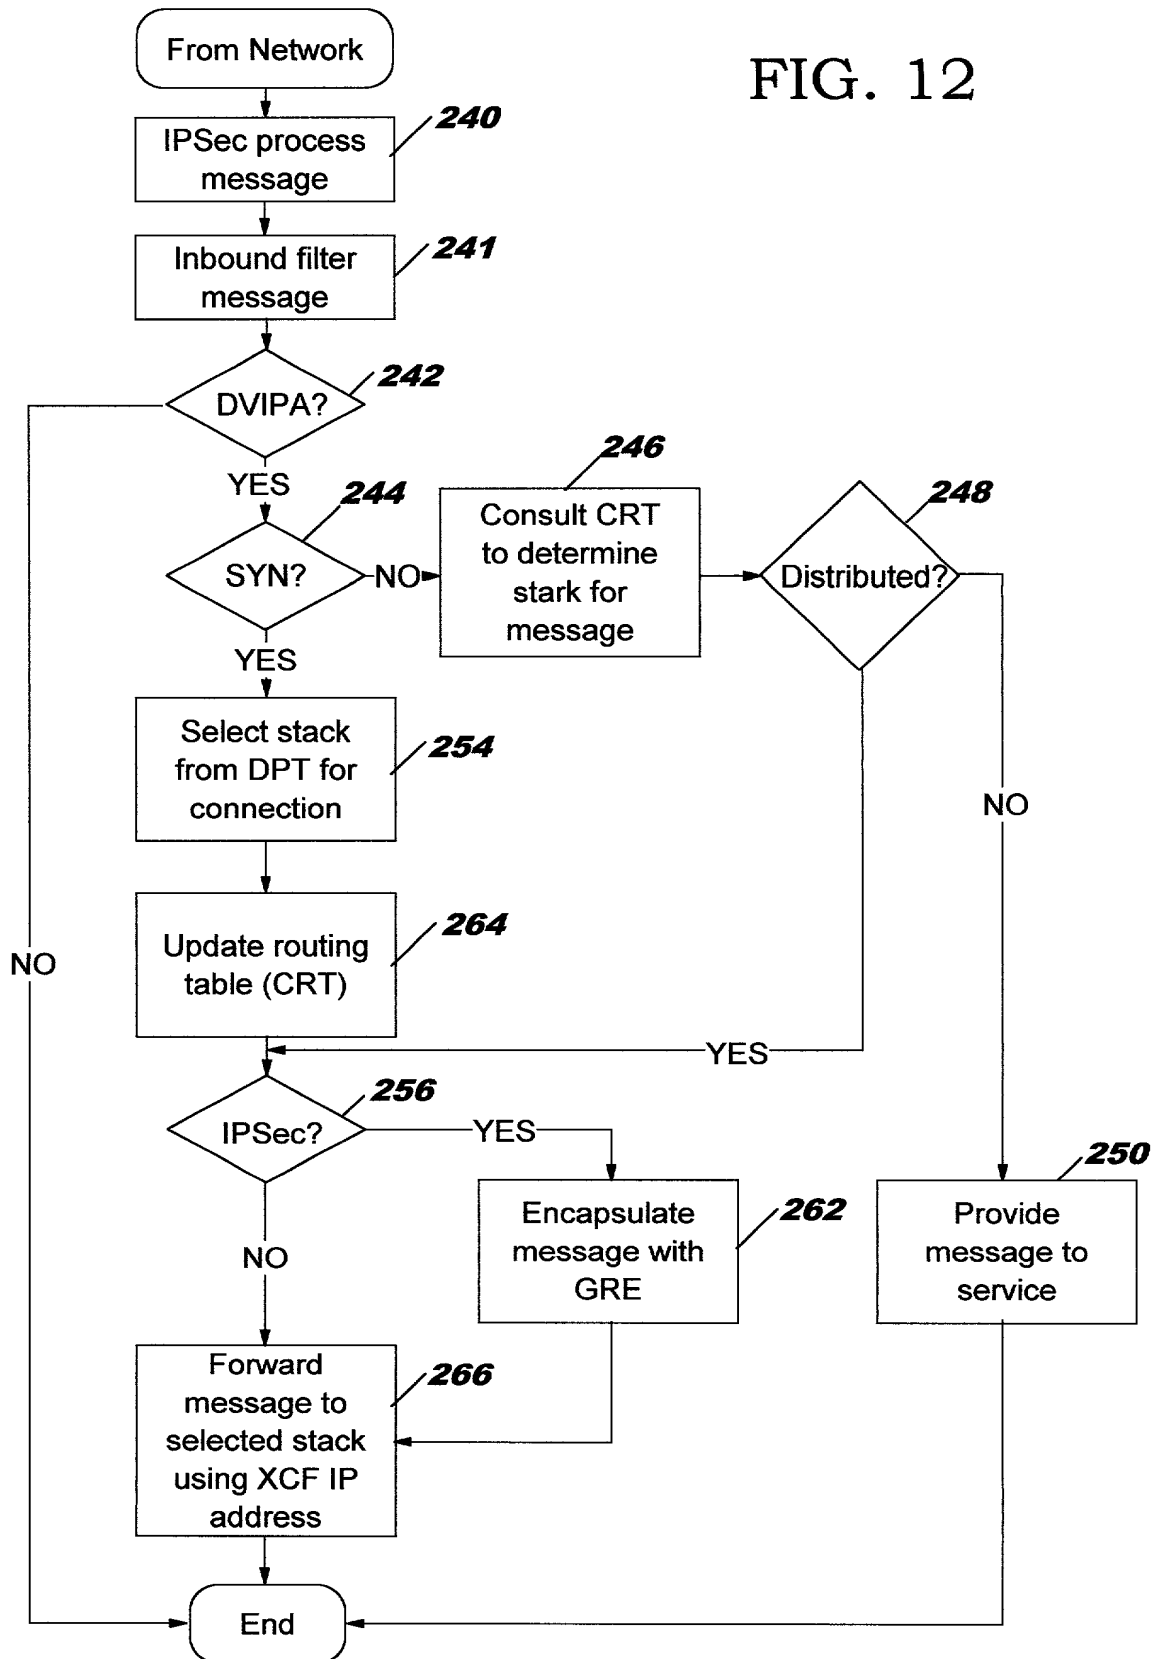 From Network
FIG. 12
240
IPSec process
message
241
Inbound filter
message
242
DVIPA?
YES
244
SYN?
NO
246
Consult CRT
to determine
stark for
message
248
Distributed?
YES
Select stack
from DPT for
connection
254
NO
Update routing
table (CRT)
264
NO
YES
256
IPSec?
YES
250
Provide
message to
service
Encapsulate
message with
GRE
262
NO
Forward
message to
selected stack
using XCF IP
address
266
End